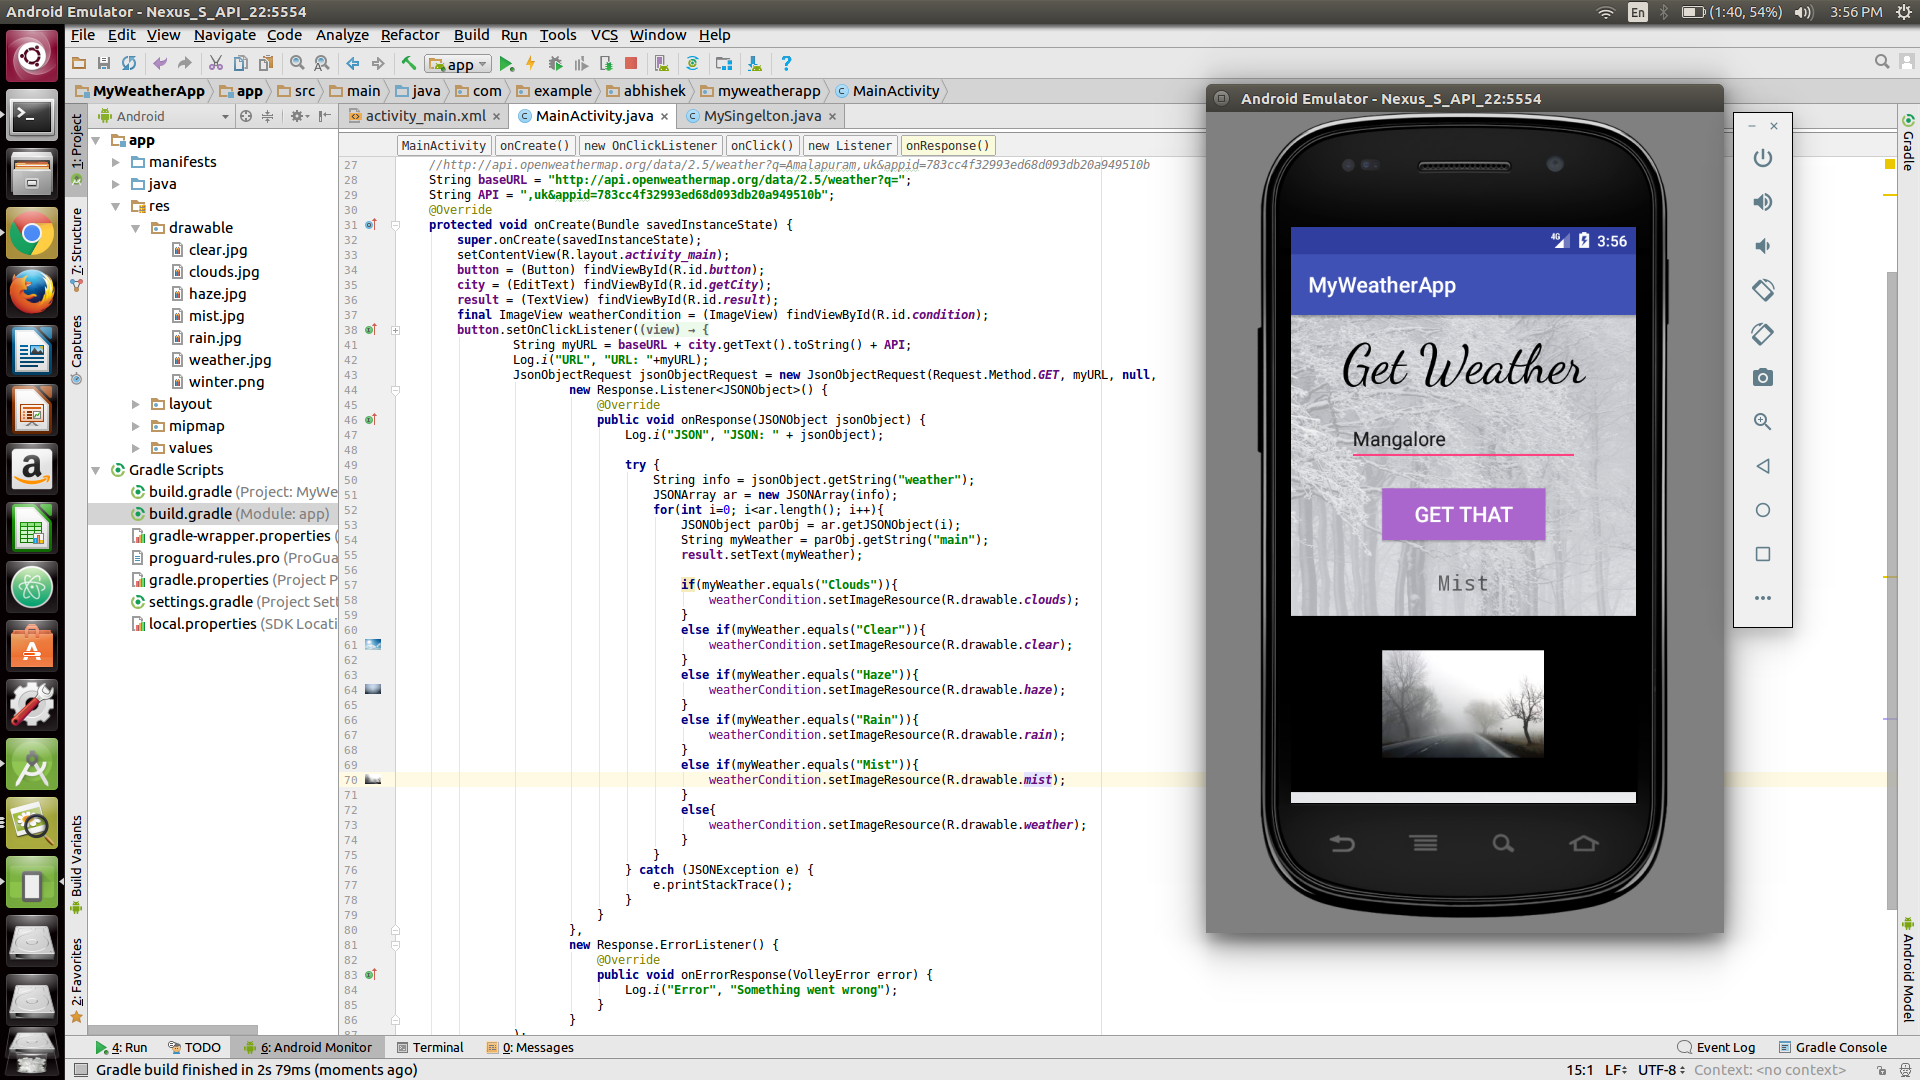 Android Emulator - Nexus_S_API_22:5554
En (1:40, 54%) 3:56 PM
File Edit View Navigate Code Analyze Refactor Build Run Tools VCS Window Help
app
MyWeatherApp app src main java com example abhishek myweatherapp MainActivity
Android
activity_main.xml MainActivity.java MySingelton.java
MainActivity onCreate() new OnClickListener onClick() new Listener onResponse()
1: Project
7: Structure
Captures
Build Variants
2: Favorites
app
manifests
java
res
drawable
clear.jpg
clouds.jpg
haze.jpg
mist.jpg
rain.jpg
weather.jpg
winter.png
layout
mipmap
values
Gradle Scripts
build.gradle (Project: MyWe
build.gradle (Module: app)
gradle-wrapper.properties
proguard-rules.pro (ProGua
gradle.properties (Project P
settings.gradle (Project Sett
local.properties (SDK Locati
27 //http://api.openweathermap.org/data/2.5/weather?q=Amalapuram,uk&appid=783cc4f32993ed68d093db20a949510b
28 String baseURL = "http://api.openweathermap.org/data/2.5/weather?q=";
29 String API = ",uk&appid=783cc4f32993ed68d093db20a949510b";
30 @Override
31 protected void onCreate(Bundle savedInstanceState) {
32 super.onCreate(savedInstanceState);
33 setContentView(R.layout.activity_main);
34 button = (Button) findViewById(R.id.button);
35 city = (EditText) findViewById(R.id.getCity);
36 result = (TextView) findViewById(R.id.result);
37 final ImageView weatherCondition = (ImageView) findViewById(R.id.condition);
38 button.setOnClickListener((view) → {
41 String myURL = baseURL + city.getText().toString() + API;
42 Log.i("URL", "URL: "+myURL);
43 JsonObjectRequest jsonObjectRequest = new JsonObjectRequest(Request.Method.GET, myURL, null,
44 new Response.Listener<JSONObject>() {
45 @Override
46 public void onResponse(JSONObject jsonObject) {
47 Log.i("JSON", "JSON: " + jsonObject);
48
49 try {
50 String info = jsonObject.getString("weather");
51 JSONArray ar = new JSONArray(info);
52 for(int i=0; i<ar.length(); i++){
53 JSONObject parObj = ar.getJSONObject(i);
54 String myWeather = parObj.getString("main");
55 result.setText(myWeather);
56
57 if(myWeather.equals("Clouds")){
58 weatherCondition.setImageResource(R.drawable.clouds);
59 }
60 else if(myWeather.equals("Clear")){
61 weatherCondition.setImageResource(R.drawable.clear);
62 }
63 else if(myWeather.equals("Haze")){
64 weatherCondition.setImageResource(R.drawable.haze);
65 }
66 else if(myWeather.equals("Rain")){
67 weatherCondition.setImageResource(R.drawable.rain);
68 }
69 else if(myWeather.equals("Mist")){
70 weatherCondition.setImageResource(R.drawable.mist);
71 }
72 else{
73 weatherCondition.setImageResource(R.drawable.weather);
74 }
75 }
76 } catch (JSONException e) {
77 e.printStackTrace();
78 }
79 }
80 },
81 new Response.ErrorListener() {
82 @Override
83 public void onErrorResponse(VolleyError error) {
84 Log.i("Error", "Something went wrong");
85 }
86 }
87 );
Android Emulator - Nexus_S_API_22:5554
4G 3:56
MyWeatherApp
Get Weather
Mangalore
GET THAT
Mist
Gradle
Android Model
4: Run TODO 6: Android Monitor Terminal 0: Messages Event Log Gradle Console
Gradle build finished in 2s 79ms (moments ago) 15:1 LF UTF-8 Context: <no context>